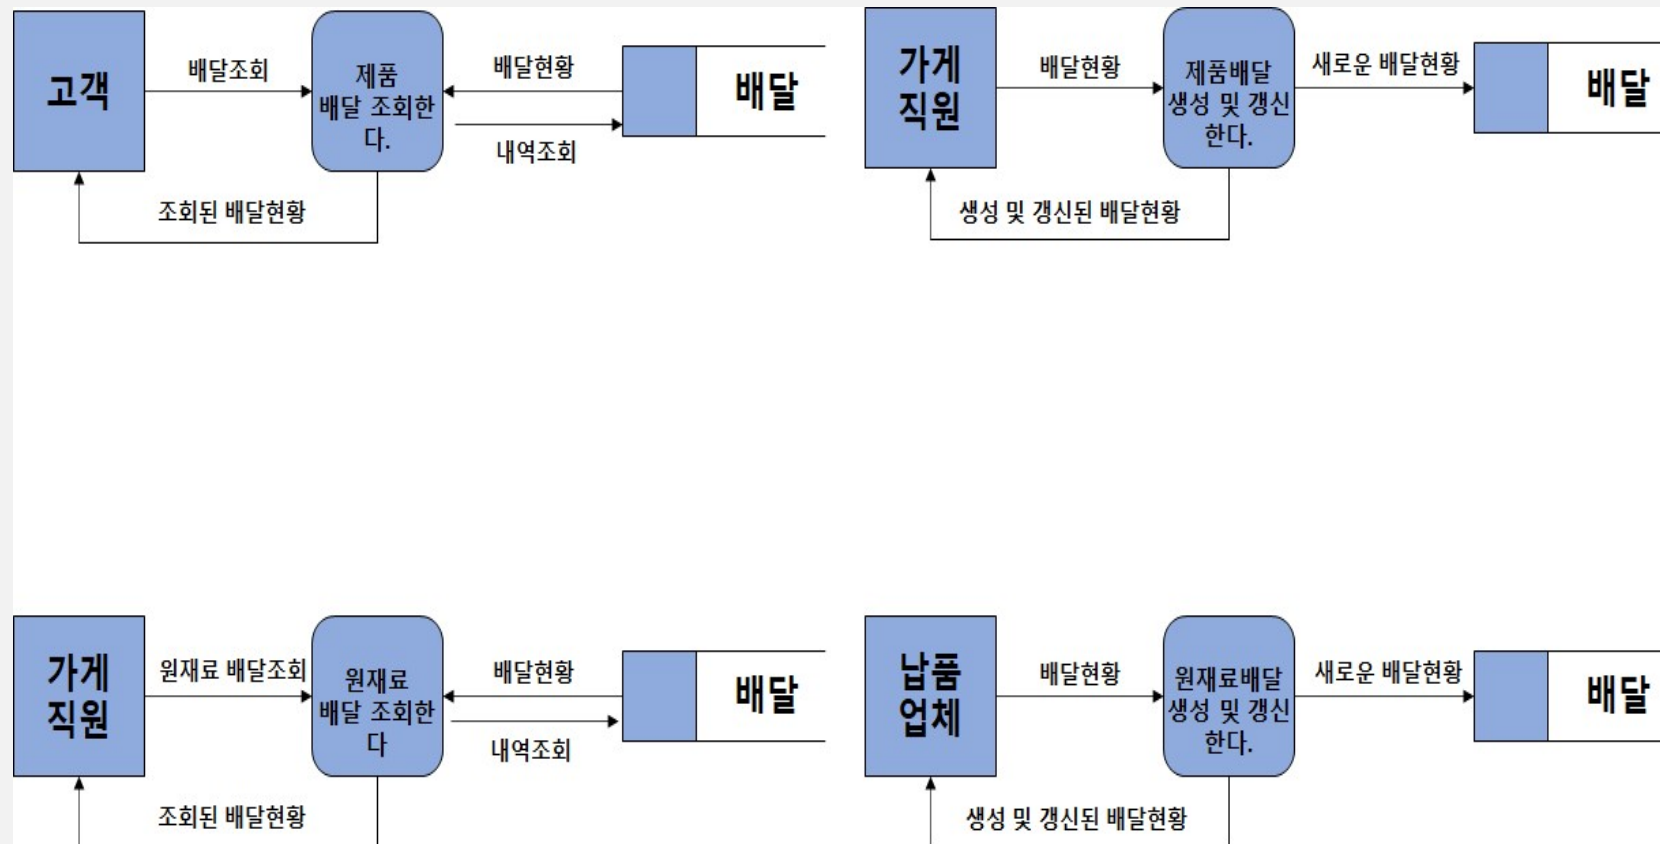 고객
배달조회
제품
배달 조회한
다.
배달현황
내역조회
배달
조회된 배달현황
가게
직원
배달현황
제품배달
생성 및 갱신
한다.
새로운 배달현황
배달
생성 및 갱신된 배달현황
가게
직원
원재료 배달조회
원재료
배달 조회한
다
배달현황
내역조회
배달
조회된 배달현황
납품
업체
배달현황
원재료배달
생성 및 갱신
한다.
새로운 배달현황
배달
생성 및 갱신된 배달현황